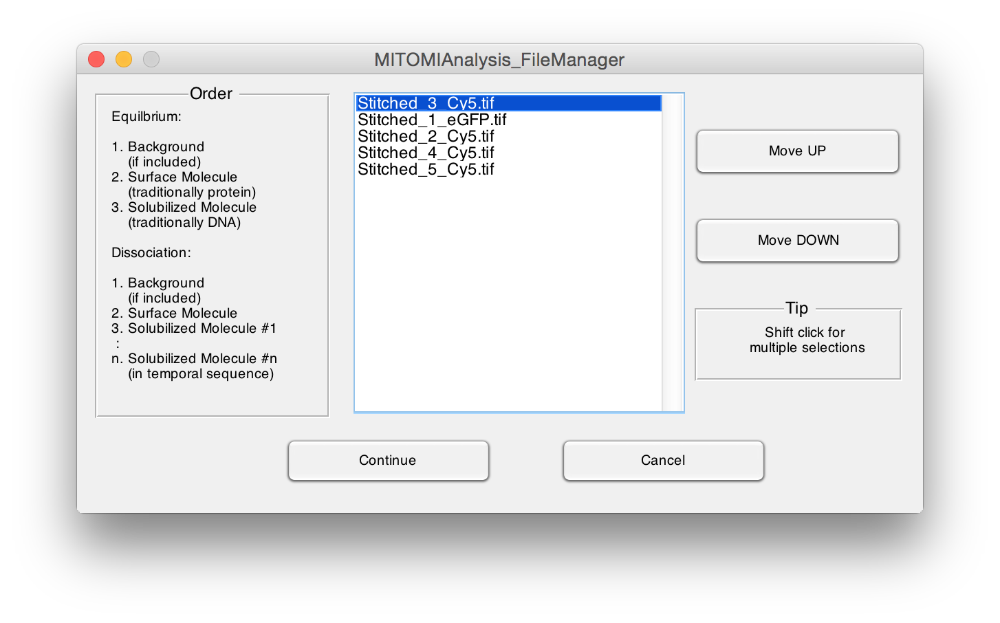 MITOMIAnalysis_FileManager
Order
Equilbrium:
1. Background
(if included)
2. Surface Molecule
(traditionally protein)
3. Solubilized Molecule
(traditionally DNA)
Dissociation:
1. Background
(if included)
2. Surface Molecule
3. Solubilized Molecule #1
:
n. Solubilized Molecule #n
(in temporal sequence)
Stitched_3_Cy5.tif
Stitched_1_eGFP.tif
Stitched_2_Cy5.tif
Stitched_4_Cy5.tif
Stitched_5_Cy5.tif
Move UP
Move DOWN
Tip
Shift click for
multiple selections
Continue
Cancel